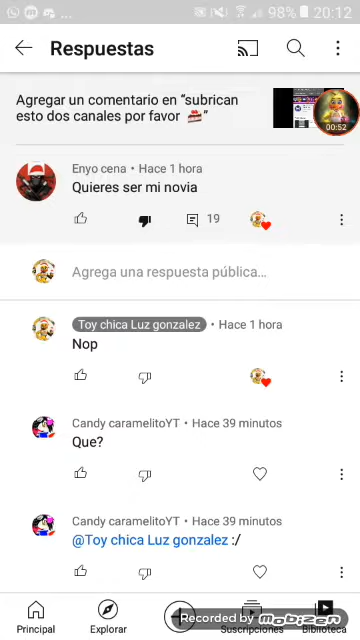 98% 20:12
Respuestas
Agregar un comentario en “subrican
esto dos canales por favor 🍰”
00:52
Enyo cena • Hace 1 hora
Quieres ser mi novia
19
Agrega una respuesta pública...
Toy chica Luz gonzalez • Hace 1 hora
Nop
Candy caramelitoYT • Hace 39 minutos
Que?
Candy caramelitoYT • Hace 39 minutos
@Toy chica Luz gonzalez :/
Recorded by mobizen
Principal Explorar Suscripciones Biblioteca